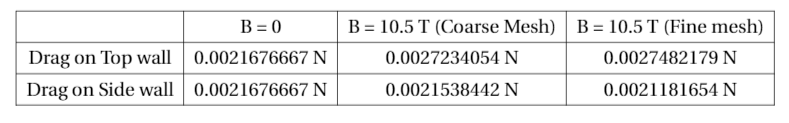 B = 0 B = 10.5 T (Coarse Mesh) B = 10.5 T (Fine mesh)
Drag on Top wall 0.0021676667 N 0.0027234054 N 0.0027482179 N
Drag on Side wall 0.0021676667 N 0.0021538442 N 0.0021181654 N